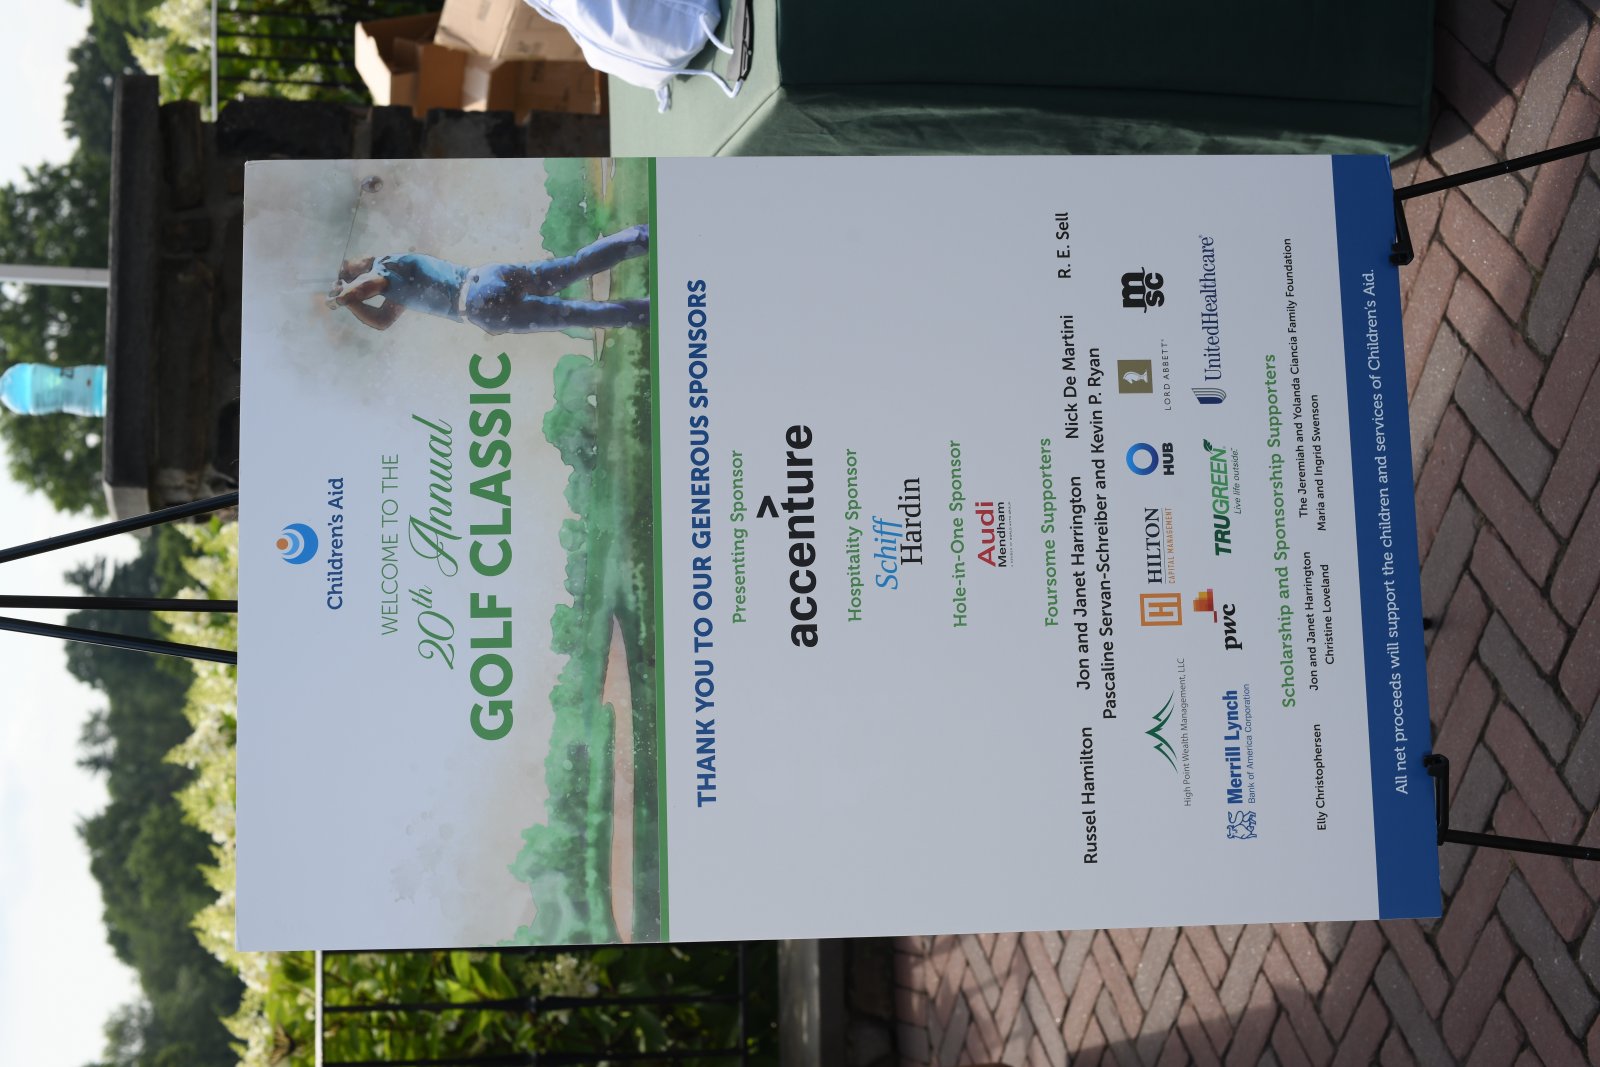 Children's Aid
WELCOME TO THE
20th Annual
GOLF CLASSIC
THANK YOU TO OUR GENEROUS SPONSORS
Presenting Sponsor
accenture
Hospitality Sponsor
Schiff
Hardin
Hole-in-One Sponsor
Audi
Mendham
Foursome Supporters
Russel Hamilton Jon and Janet Harrington Nick De Martini R. E. Sell
Pascaline Servan-Schreiber and Kevin P. Ryan
High Point Wealth Management, LLC
H HILTON
CAPITAL MANAGEMENT
HUB
LORD ABBETT
msc
Merrill Lynch
Bank of America Corporation
pwc
TRUGREEN
Live life outside.
UnitedHealthcare
Scholarship and Sponsorship Supporters
Elly Christophersen Jon and Janet Harrington The Jeremiah and Yolanda Ciancia Family Foundation
Christine Loveland Maria and Ingrid Swenson
All net proceeds will support the children and services of Children's Aid.